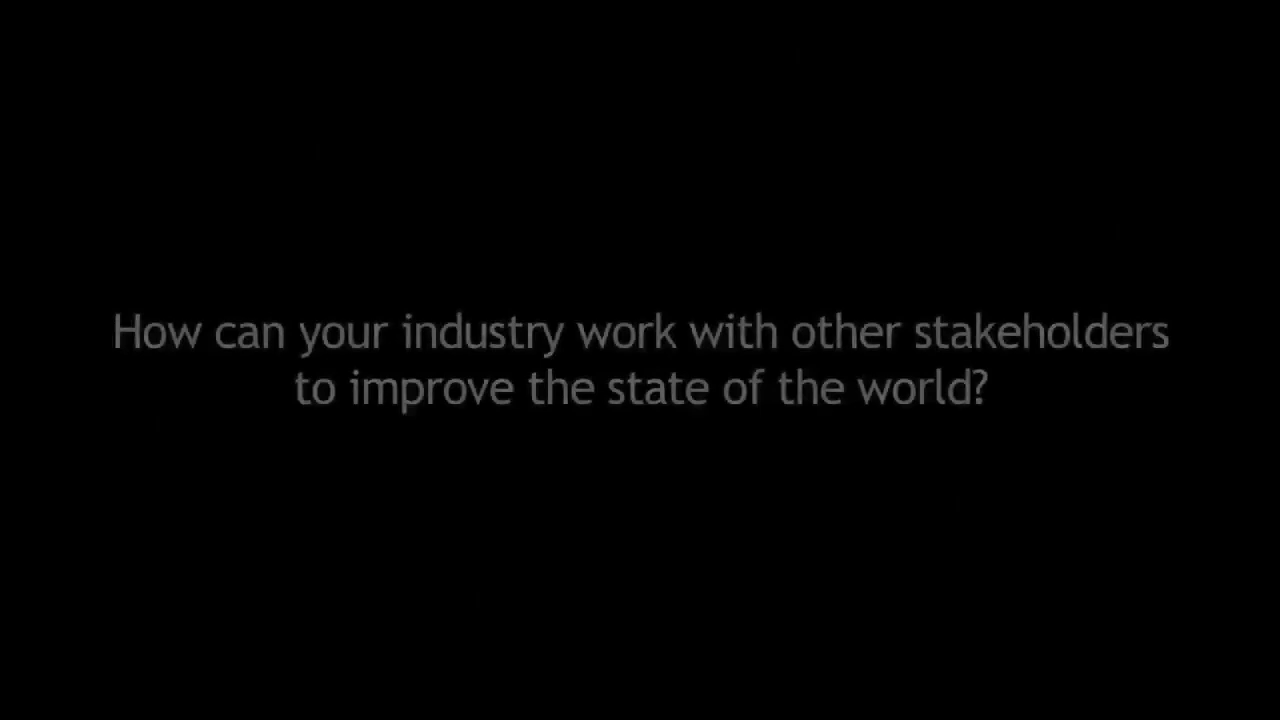 How can your industry work with other stakeholders
to improve the state of the world?